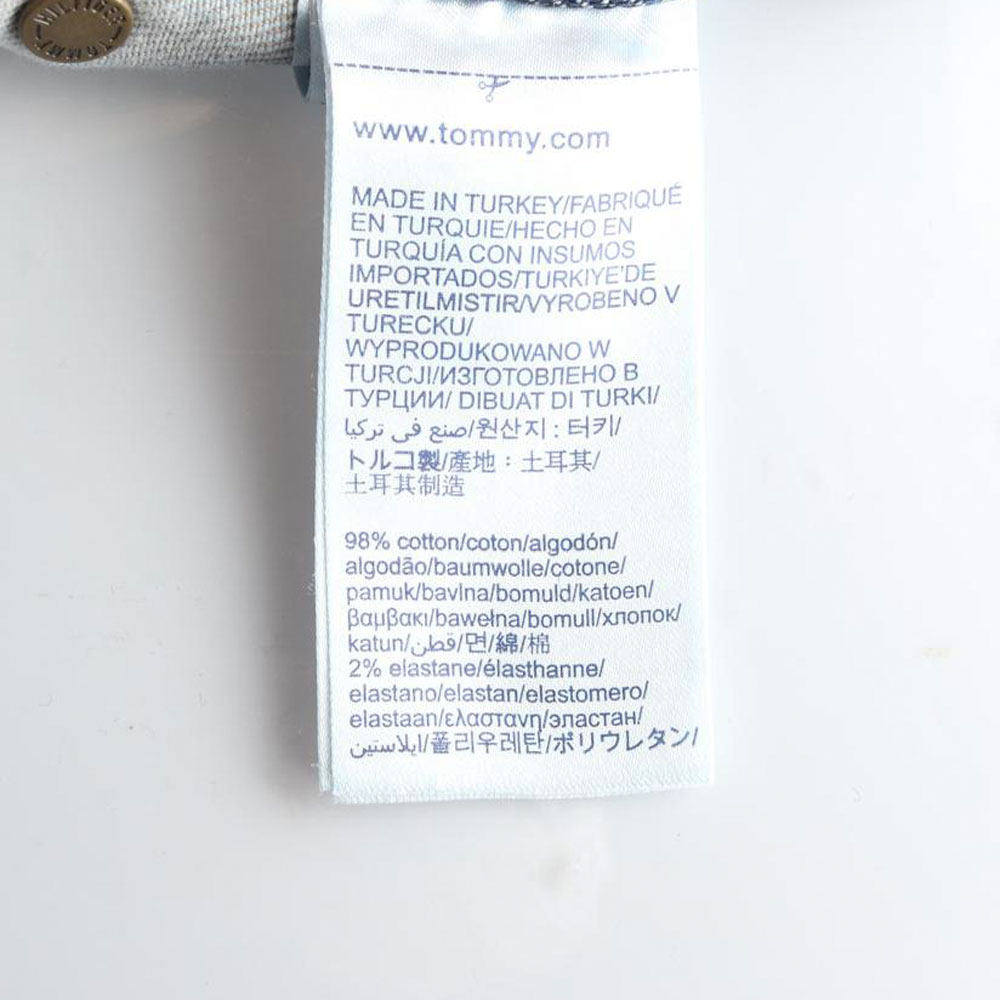 HILFIGER
TOMMY
www.tommy.com
MADE IN TURKEY/FABRIQUÉ
EN TURQUIE/HECHO EN
TURQUÍA CON INSUMOS
IMPORTADOS/TURKIYE'DE
URETILMISTIR/VYROBENO V
TURECKU/
WYPRODUKOWANO W
TURCJI/ИЗГОТОВЛЕНО В
ТУРЦИИ/ DIBUAT DI TURKI/
صنع في تركيا/원산지 : 터키/
トルコ製/產地：土耳其/
土耳其制造
98% cotton/coton/algodón/
algodão/baumwolle/cotone/
pamuk/bavlna/bomuld/katoen/
βαμβακι/bawełna/bomull/хлопок/
katun/قطن/면/綿/棉
2% elastane/élasthanne/
elastano/elastan/elastomero/
elastaan/ελαστανη/эластан/
ايلاستين/폴리우레탄/ポリウレタン/